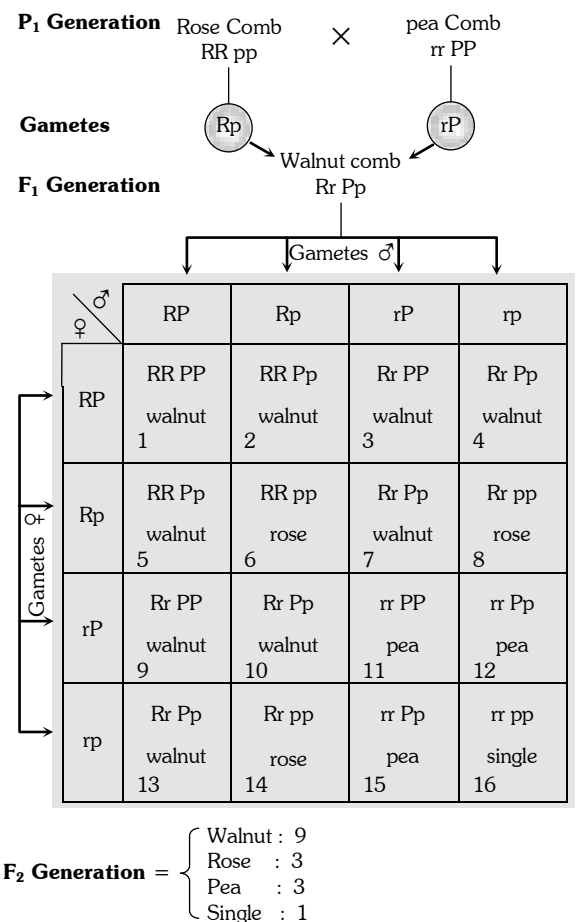 P₁ Generation Rose Comb × pea Comb
RR pp rr PP
Gametes Rp rP
Walnut comb
F₁ Generation Rr Pp
Gametes ♂
♀ ♂ RP Rp rP rp
Gametes ♀
RP
RR PP RR Pp Rr PP Rr Pp
walnut walnut walnut walnut
1 2 3 4
Rp
RR Pp RR pp Rr Pp Rr pp
walnut rose walnut rose
5 6 7 8
rP
Rr PP Rr Pp rr PP rr Pp
walnut walnut pea pea
9 10 11 12
rp
Rr Pp Rr pp rr Pp rr pp
walnut rose pea single
13 14 15 16
F₂ Generation =
Walnut : 9
Rose : 3
Pea : 3
Single : 1